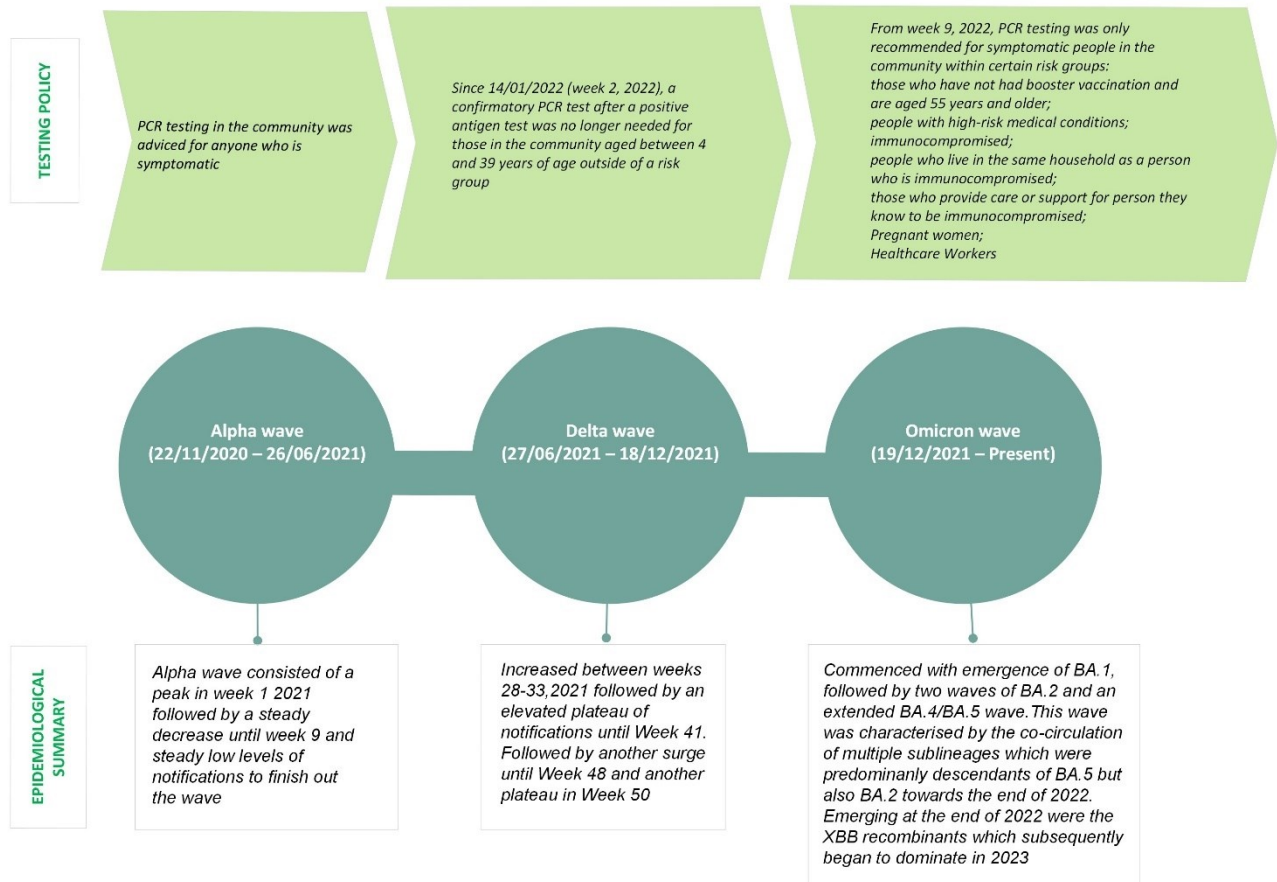 TESTING POLICY
PCR testing in the community was
adviced for anyone who is
symptomatic
Since 14/01/2022 (week 2, 2022), a
confirmatory PCR test after a positive
antigen test was no longer needed for
those in the community aged between 4
and 39 years of age outside of a risk
group
From week 9, 2022, PCR testing was only
recommended for symptomatic people in the
community within certain risk groups:
those who have not had booster vaccination and
are aged 55 years and older;
people with high-risk medical conditions;
immunocompromised;
people who live in the same household as a person
who is immunocompromised;
those who provide care or support for person they
know to be immunocompromised;
Pregnant women;
Healthcare Workers
Alpha wave
(22/11/2020 – 26/06/2021)
Delta wave
(27/06/2021 – 18/12/2021)
Omicron wave
(19/12/2021 – Present)
EPIDEMIOLOGICAL
SUMMARY
Alpha wave consisted of a
peak in week 1 2021
followed by a steady
decrease until week 9 and
steady low levels of
notifications to finish out
the wave
Increased between weeks
28-33,2021 followed by an
elevated plateau of
notifications until Week 41.
Followed by another surge
until Week 48 and another
plateau in Week 50
Commenced with emergence of BA.1,
followed by two waves of BA.2 and an
extended BA.4/BA.5 wave.This wave
was characterised by the co-circulation
of multiple sublineages which were
predominanly descendants of BA.5 but
also BA.2 towards the end of 2022.
Emerging at the end of 2022 were the
XBB recombinants which subsequently
began to dominate in 2023